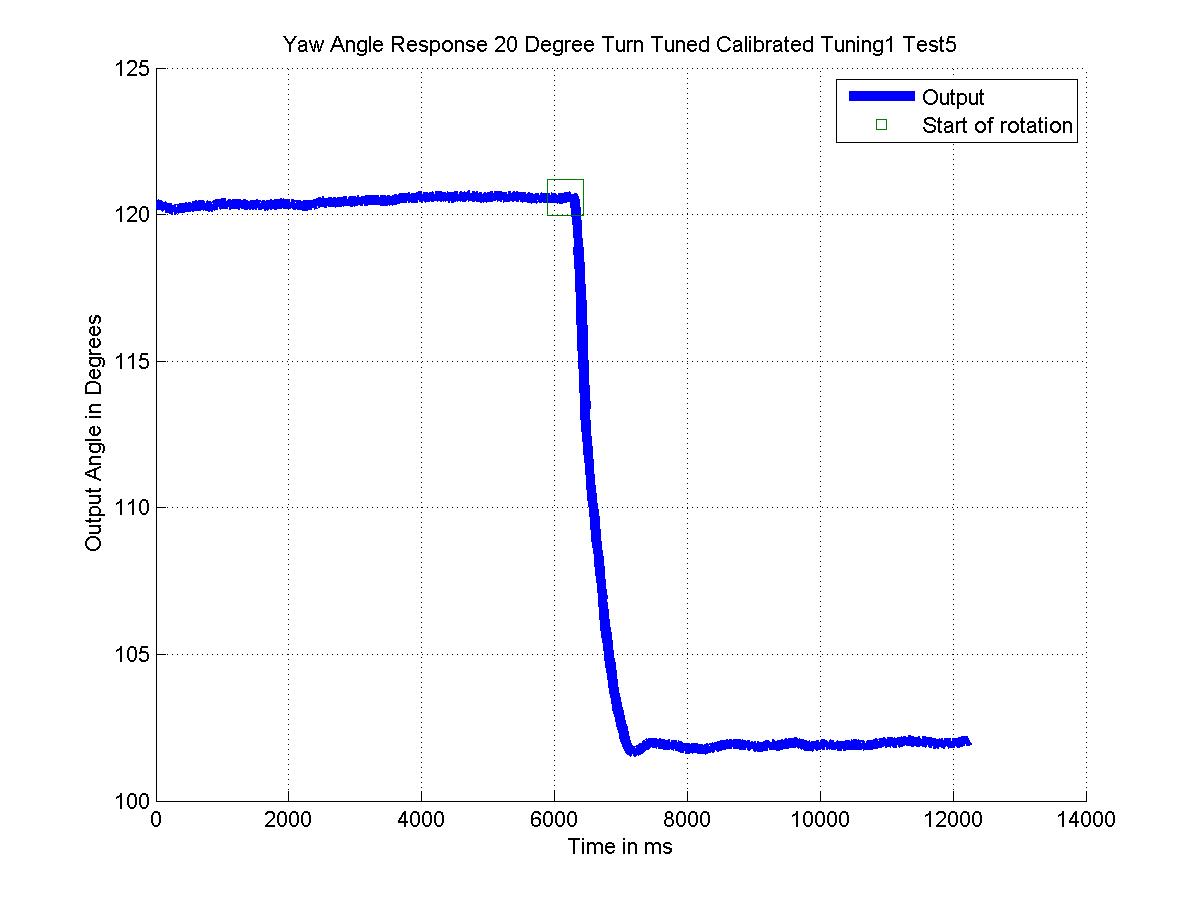 Yaw Angle Response 20 Degree Turn Tuned Calibrated Tuning1 Test5
125
Output
Start of rotation
120
115
110
105
100
Output Angle in Degrees
0 2000 4000 6000 8000 10000 12000 14000
Time in ms